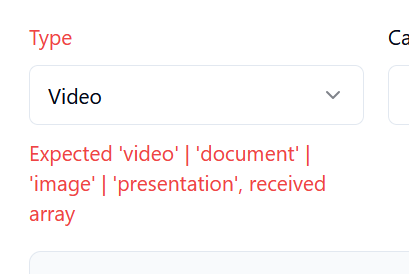 Type
Ca
Video
Expected 'video' | 'document' |
'image' | 'presentation', received
array